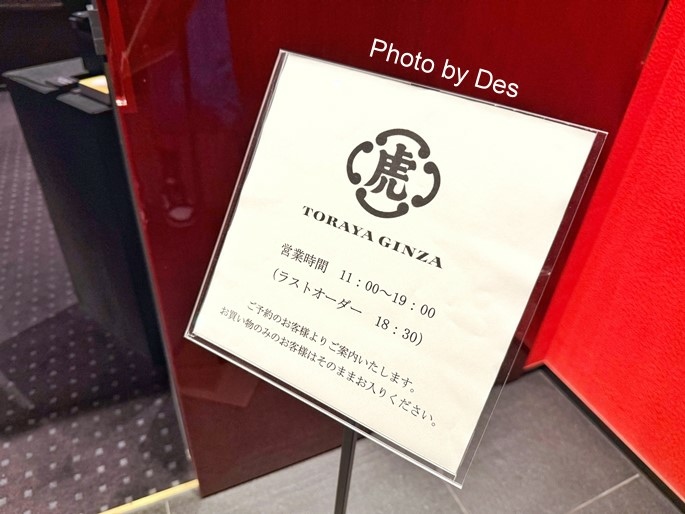 Photo by Des
虎
TORAYA GINZA
営業時間　11：00～19：00
(ラストオーダー　18：30)
ご予約のお客様よりご案内いたします。
お買い物のみのお客様はそのままお入りください。